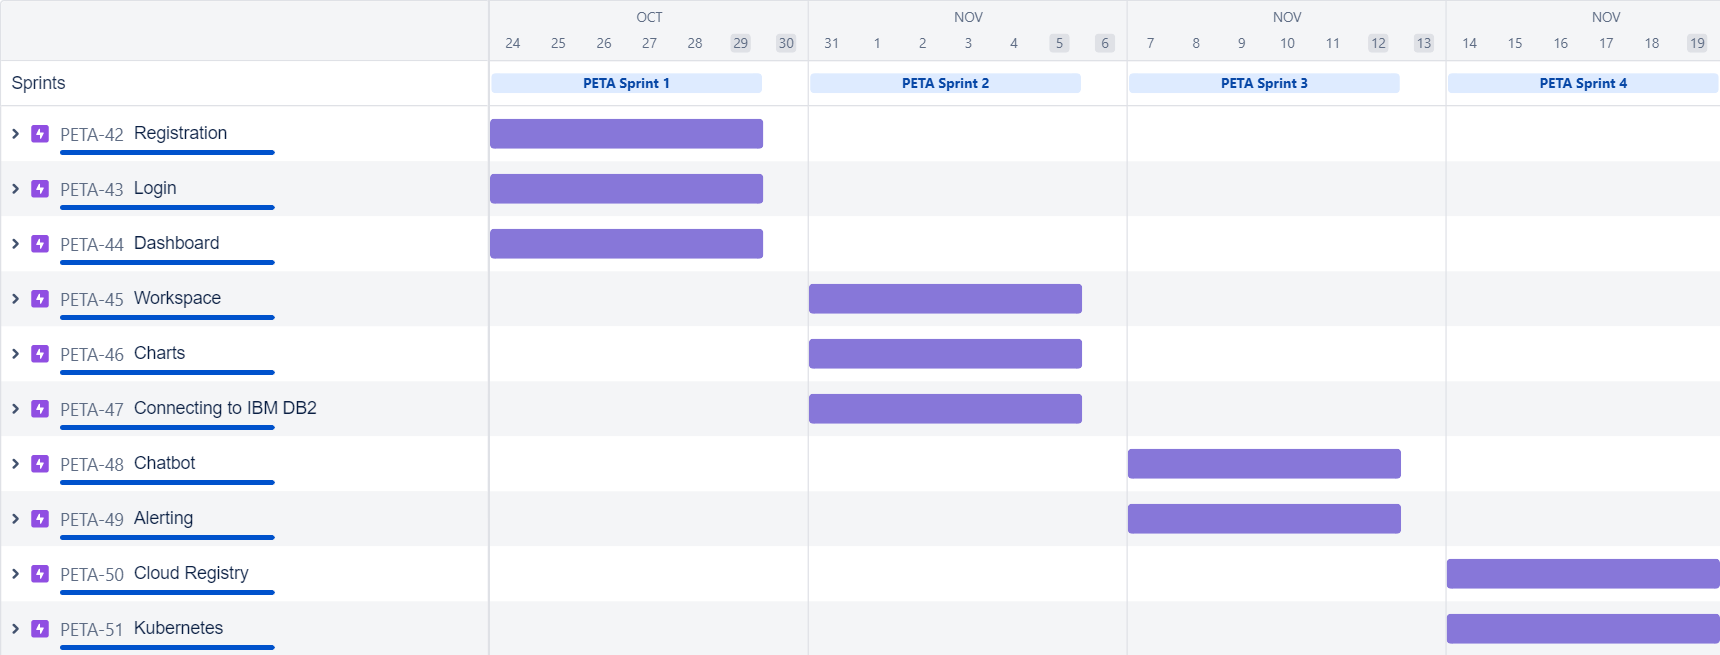 OCT NOV NOV NOV
24 25 26 27 28 29 30 31 1 2 3 4 5 6 7 8 9 10 11 12 13 14 15 16 17 18 19
Sprints PETA Sprint 1 PETA Sprint 2 PETA Sprint 3 PETA Sprint 4
PETA-42 Registration
PETA-43 Login
PETA-44 Dashboard
PETA-45 Workspace
PETA-46 Charts
PETA-47 Connecting to IBM DB2
PETA-48 Chatbot
PETA-49 Alerting
PETA-50 Cloud Registry
PETA-51 Kubernetes